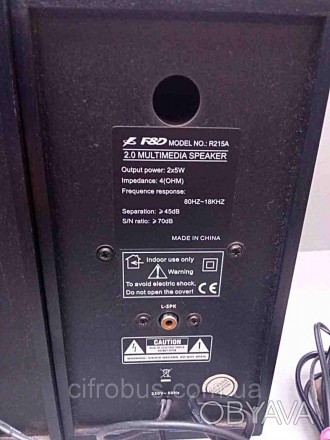 F&D MODEL NO.: R215A
2.0 MULTIMEDIA SPEAKER
Output power: 2x5W
Impedance: 4(OHM)
Frequence response:
80HZ~18KHZ
Separation: ≥45dB
S/N ratio: ≥70dB
MADE IN CHINA
Indoor use only
Warning
To avoid electric shock,
Do not open the cover!
CE
L-SPK
CAUTION
230V~ 50Hz
cifrobus.com.ua
OBYAVA